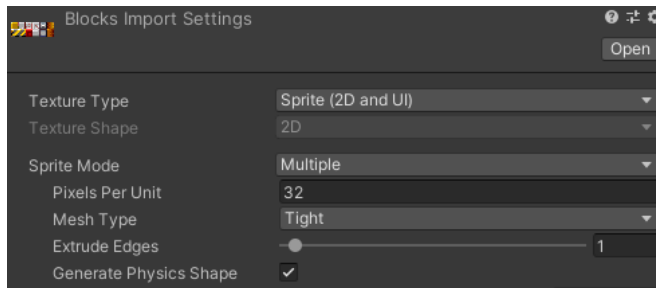 Blocks Import Settings
Open
Texture Type Sprite (2D and UI)
Texture Shape 2D
Sprite Mode Multiple
Pixels Per Unit 32
Mesh Type Tight
Extrude Edges 1
Generate Physics Shape